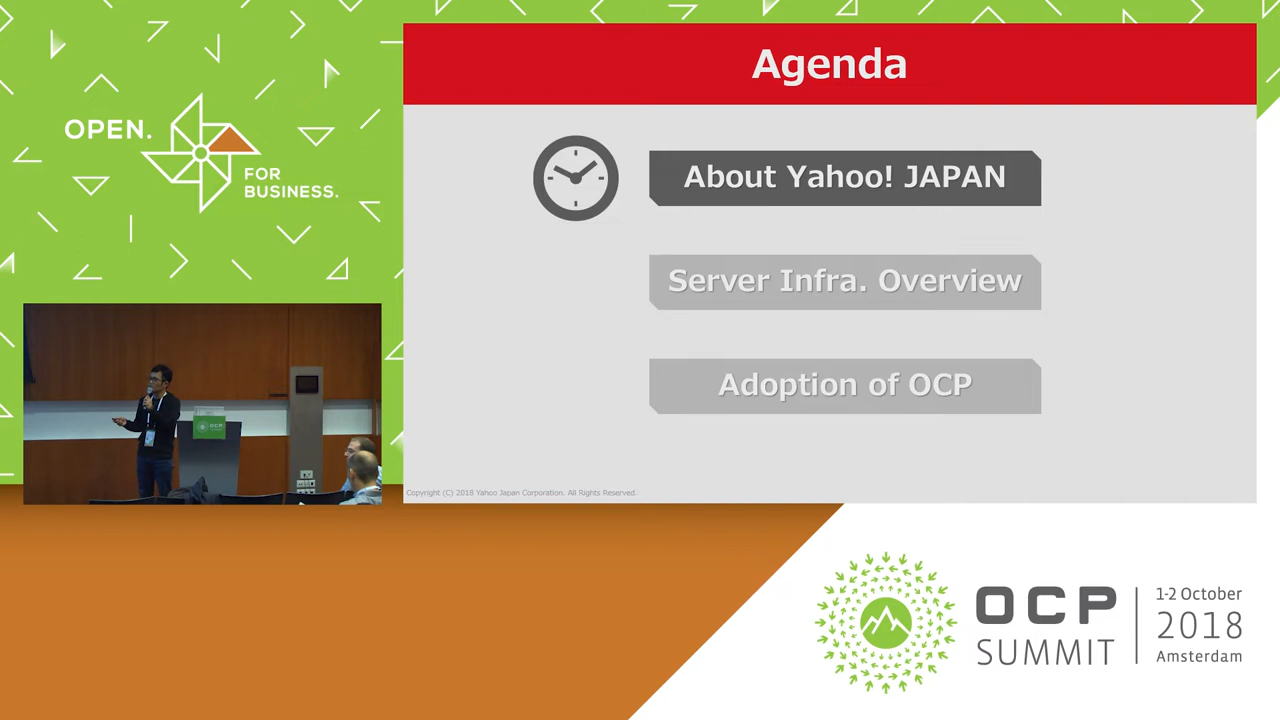 OPEN.
FOR
BUSINESS.
Agenda
About Yahoo! JAPAN
Server Infra. Overview
Adoption of OCP
Copyright (C) 2018 Yahoo Japan Corporation. All Rights Reserved.
OCP
OCP
SUMMIT
1-2 October
2018
Amsterdam